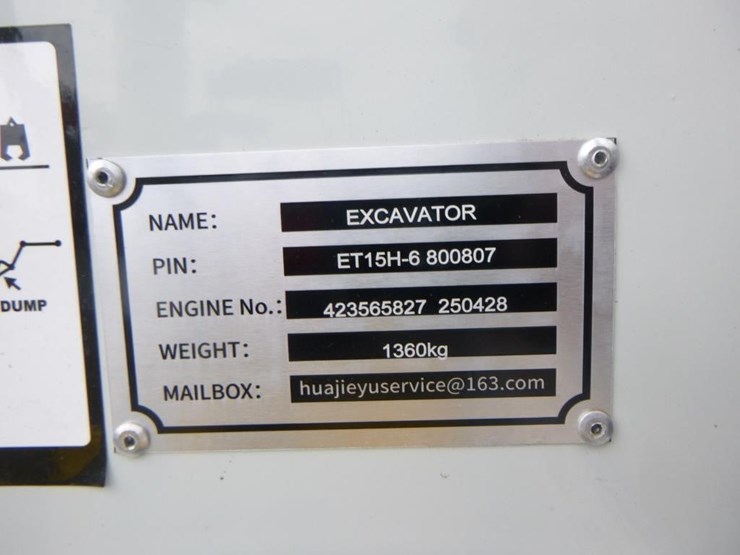 DUMP
NAME: EXCAVATOR
PIN: ET15H-6 800807
ENGINE No.: 423565827 250428
WEIGHT: 1360kg
MAILBOX: huajieyuservice@163.com